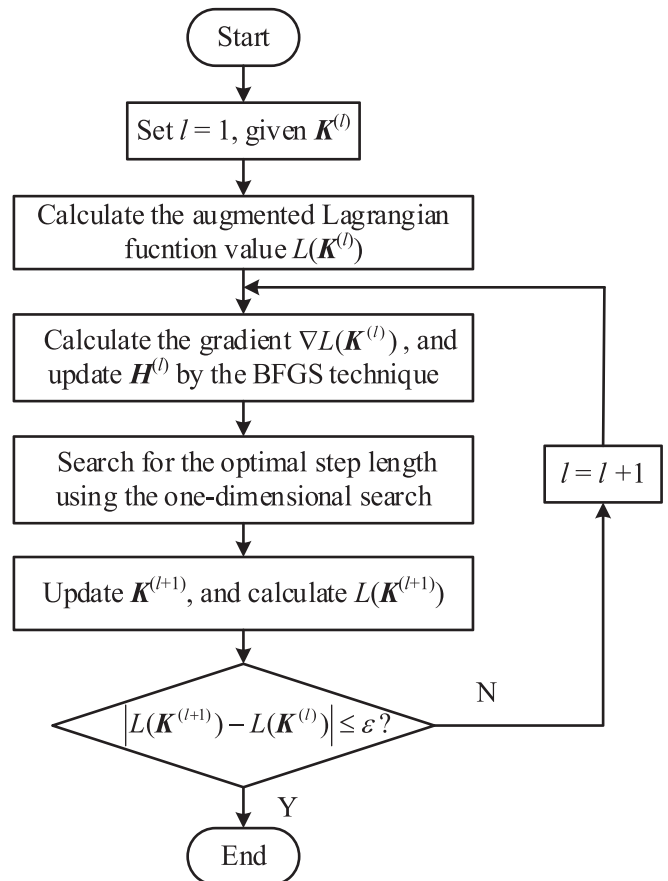 Start
Set l = 1, given K^(l)
Calculate the augmented Lagrangian
fucntion value L(K^(l))
Calculate the gradient ∇L(K^(l)), and
update H^(l) by the BFGS technique
Search for the optimal step length
using the one-dimensional search
l = l +1
Update K^(l+1), and calculate L(K^(l+1))
N
|L(K^(l+1)) − L(K^(l))| ≤ ε?
Y
End